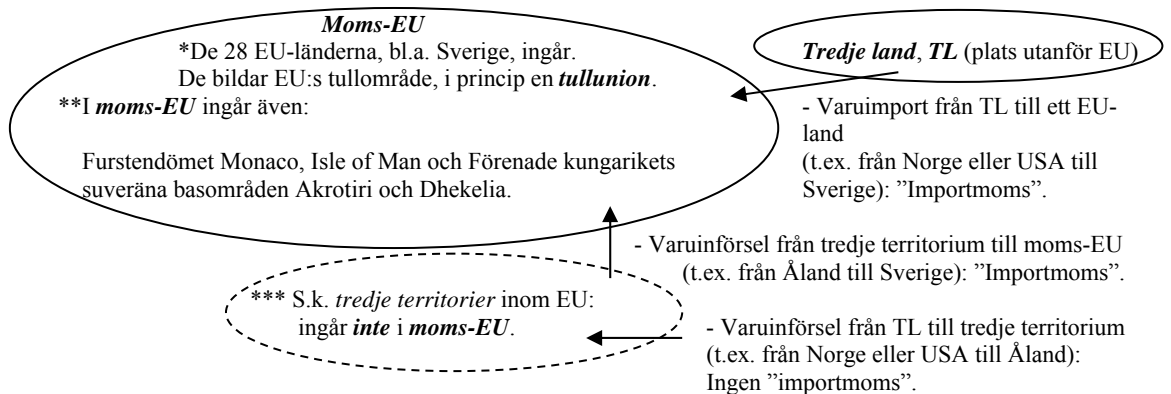 Moms-EU
*De 28 EU-länderna, bl.a. Sverige, ingår.
De bildar EU:s tullområde, i princip en tullunion.
**I moms-EU ingår även:
Furstendömet Monaco, Isle of Man och Förenade kungarikets
suveräna basområden Akrotiri och Dhekelia.
Tredje land, TL (plats utanför EU)
- Varuimport från TL till ett EU-
land
(t.ex. från Norge eller USA till
Sverige): ”Importmoms”.
- Varuinförsel från tredje territorium till moms-EU
(t.ex. från Åland till Sverige): ”Importmoms”.
*** S.k. tredje territorier inom EU:
ingår inte i moms-EU.
- Varuinförsel från TL till tredje territorium
(t.ex. från Norge eller USA till Åland):
Ingen ”importmoms”.